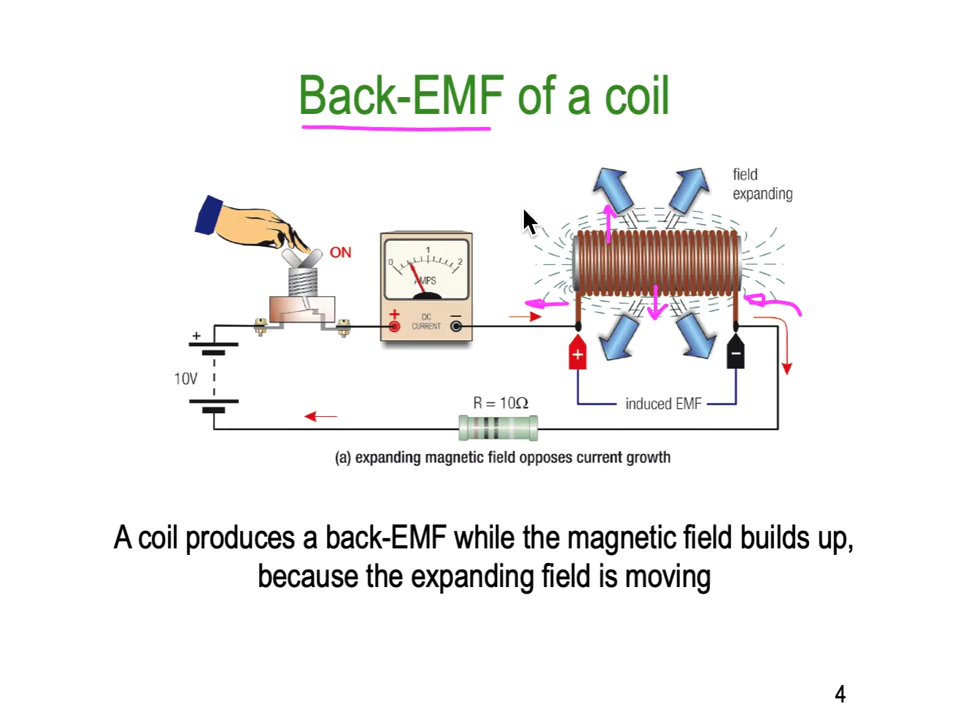 Back-EMF of a coil
field
expanding
ON
0 1 2
AMPS
+ DC –
CURRENT
+
10V
+ –
R = 10Ω
induced EMF
(a) expanding magnetic field opposes current growth
A coil produces a back-EMF while the magnetic field builds up,
because the expanding field is moving
4